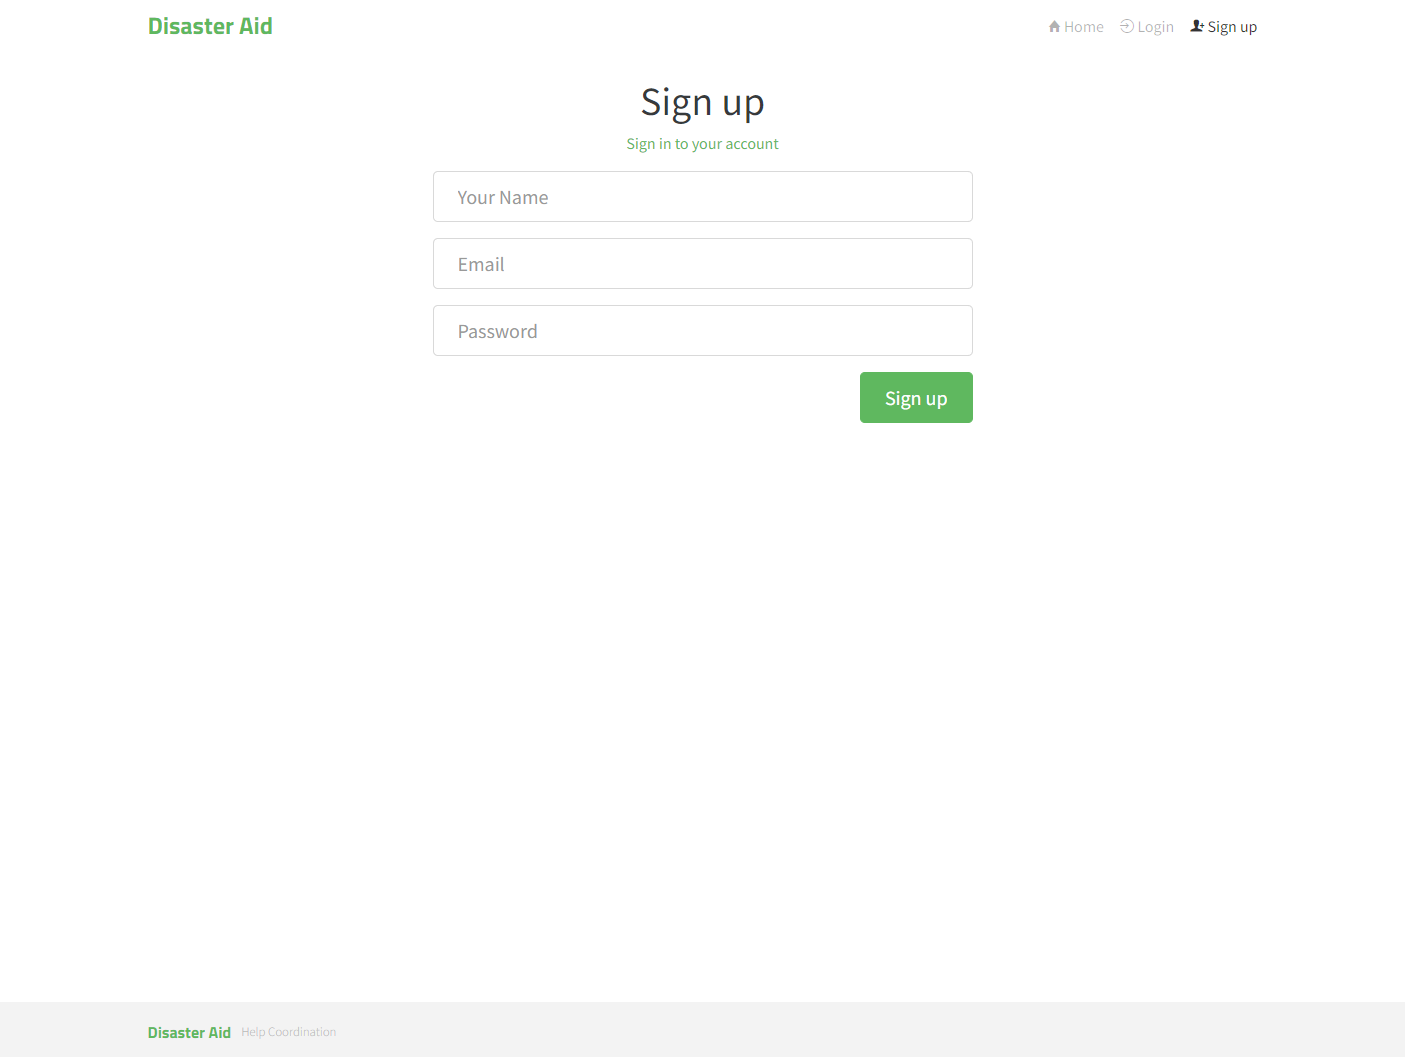 Disaster Aid
Home Login Sign up
Sign up
Sign in to your account
Your Name
Email
Password
Sign up
Disaster Aid Help Coordination